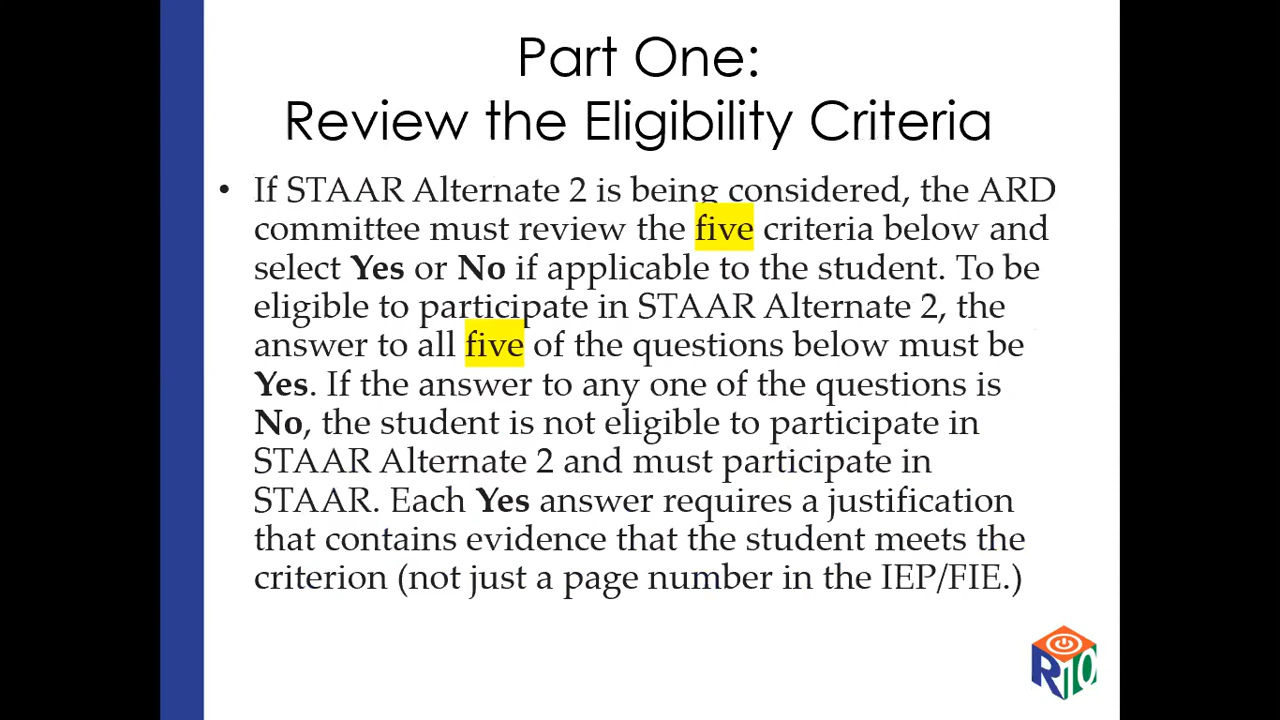 Part One:
Review the Eligibility Criteria
• If STAAR Alternate 2 is being considered, the ARD
committee must review the five criteria below and
select Yes or No if applicable to the student. To be
eligible to participate in STAAR Alternate 2, the
answer to all five of the questions below must be
Yes. If the answer to any one of the questions is
No, the student is not eligible to participate in
STAAR Alternate 2 and must participate in
STAAR. Each Yes answer requires a justification
that contains evidence that the student meets the
criterion (not just a page number in the IEP/FIE.)
R10